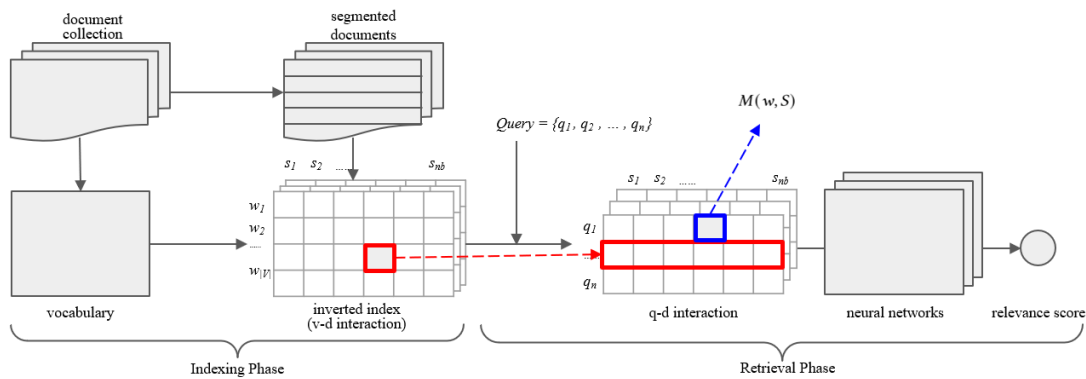 document
collection
segmented
documents
M(w, S)
Query = {q1, q2 , ... , qn}
s1 s2 ...... snb
s1 s2 ...... snb
w1
w2
.....
w|V|
q1
...
qn
vocabulary
inverted index
(v-d interaction)
q-d interaction
neural networks
relevance score
Indexing Phase
Retrieval Phase